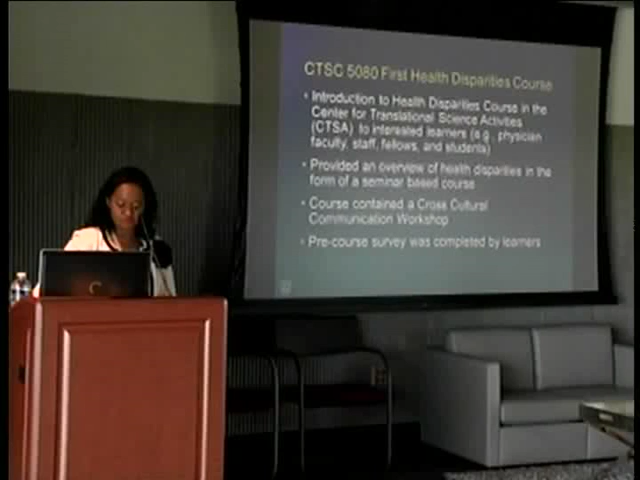 CTSC 5080 First Health Disparities Course
• Introduction to Health Disparities Course in the
Center for Translational Science Activities
(CTSA) to interested learners (e.g., physician
faculty, staff, fellows, and students)
• Provided an overview of health disparities in the
form of a seminar based course
• Course contained a Cross Cultural
Communication Workshop
• Pre-course survey was completed by learners